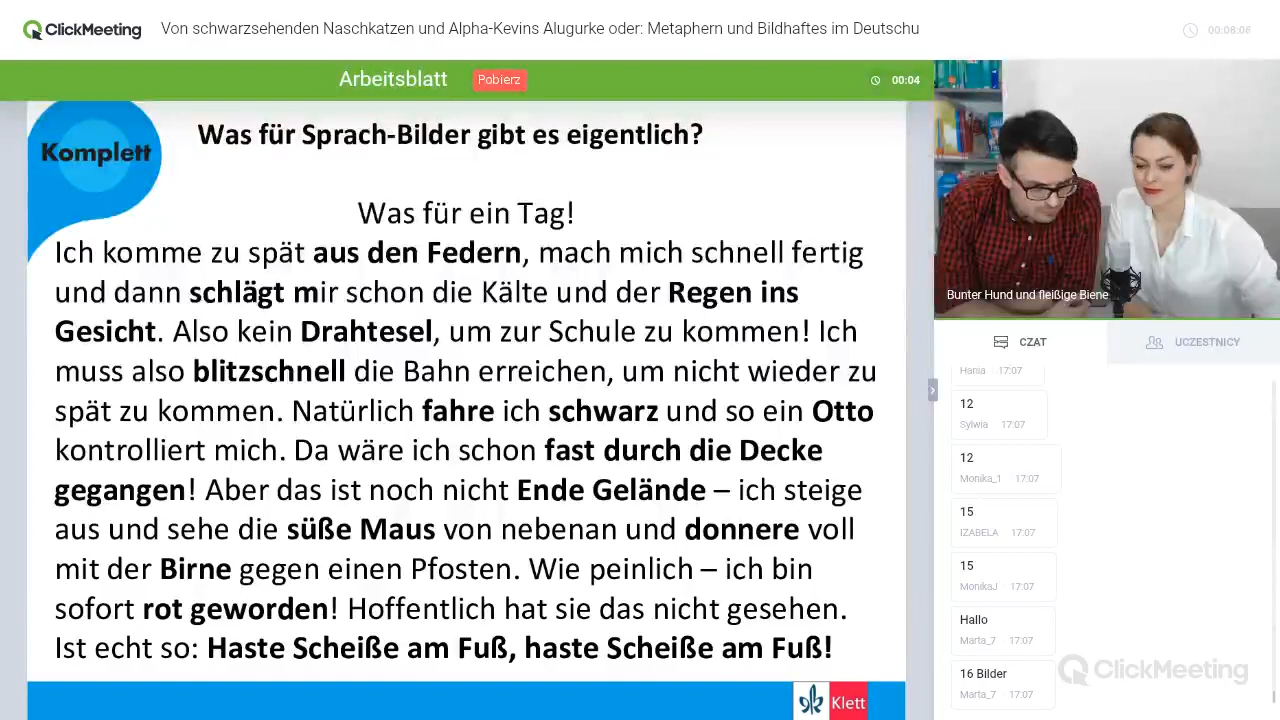 ClickMeeting
Von schwarzsehenden Naschkatzen und Alpha-Kevins Alugurke oder: Metaphern und Bildhaftes im Deutschu
00:06:06
Arbeitsblatt
Pobierz
00:04
Komplett
Was für Sprach-Bilder gibt es eigentlich?
Was für ein Tag!
Ich komme zu spät aus den Federn, mach mich schnell fertig
und dann schlägt mir schon die Kälte und der Regen ins
Gesicht. Also kein Drahtesel, um zur Schule zu kommen! Ich
muss also blitzschnell die Bahn erreichen, um nicht wieder zu
spät zu kommen. Natürlich fahre ich schwarz und so ein Otto
kontrolliert mich. Da wäre ich schon fast durch die Decke
gegangen! Aber das ist noch nicht Ende Gelände – ich steige
aus und sehe die süße Maus von nebenan und donnere voll
mit der Birne gegen einen Pfosten. Wie peinlich – ich bin
sofort rot geworden! Hoffentlich hat sie das nicht gesehen.
Ist echt so: Haste Scheiße am Fuß, haste Scheiße am Fuß!
Klett
Bunter Hund und fleißige Biene
CZAT
UCZESTNICY
Hania 17:07
12
Sylwia 17:07
12
Monika_1 17:07
15
IZABELA 17:07
15
MonikaJ 17:07
Hallo
Marta_7 17:07
16 Bilder
Marta_7 17:07
ClickMeeting